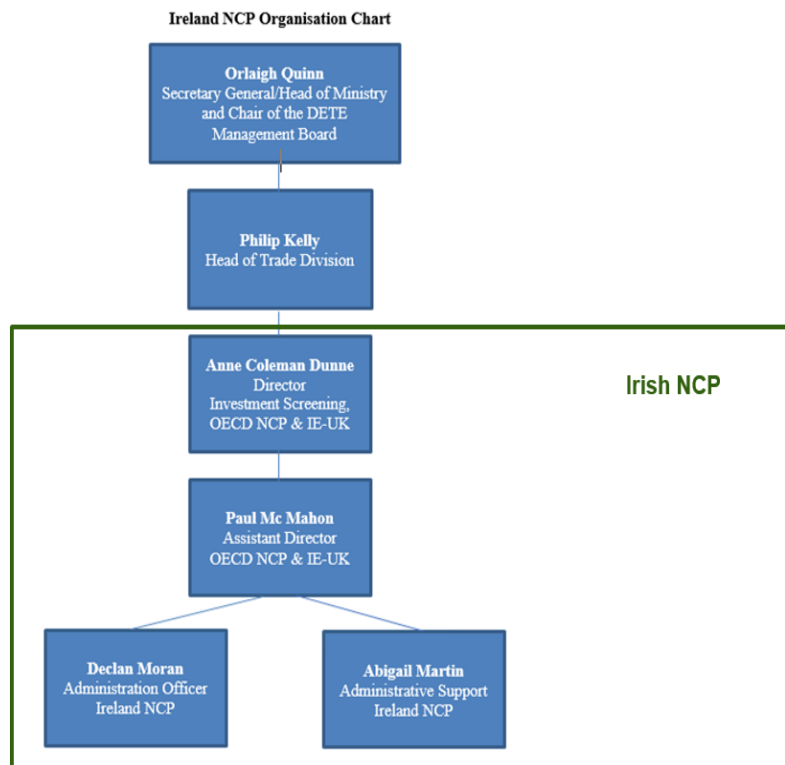 Ireland NCP Organisation Chart
Orlaigh Quinn
Secretary General/Head of Ministry
and Chair of the DETE
Management Board
Philip Kelly
Head of Trade Division
Anne Coleman Dunne
Director
Investment Screening,
OECD NCP & IE-UK
Irish NCP
Paul Mc Mahon
Assistant Director
OECD NCP & IE-UK
Declan Moran
Administration Officer
Ireland NCP
Abigail Martin
Administrative Support
Ireland NCP